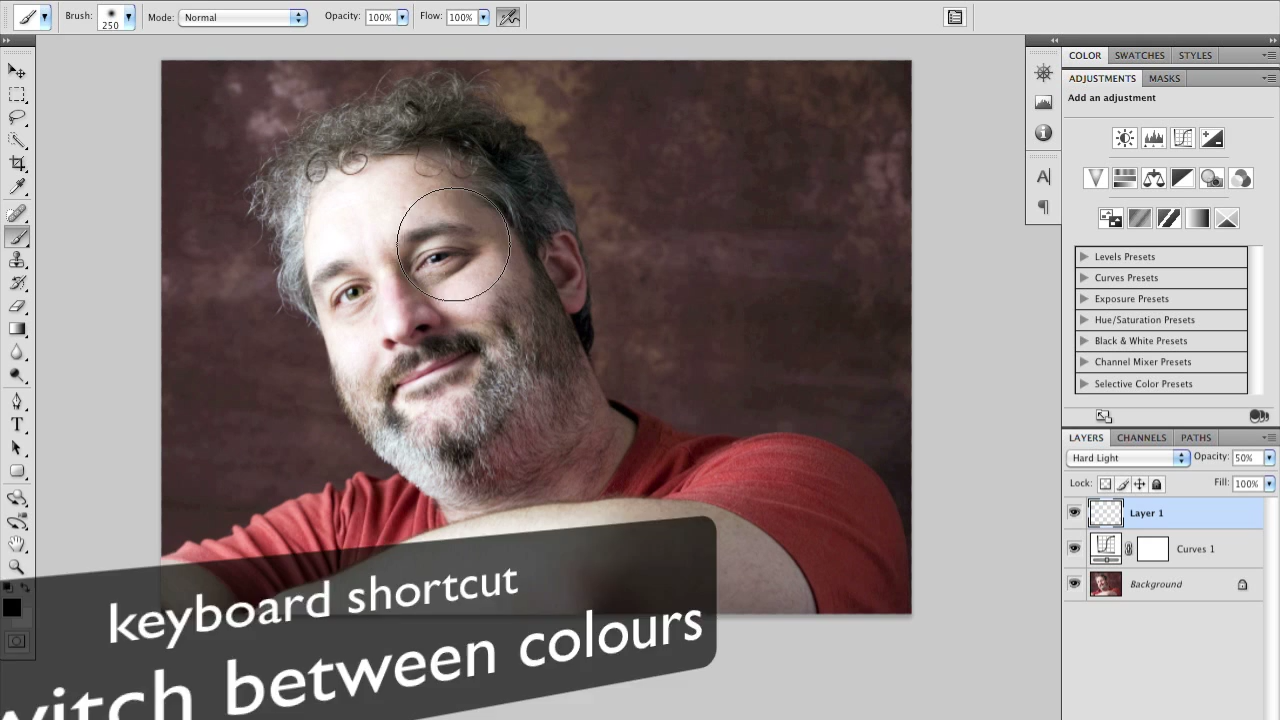 Brush:
250
Mode:
Normal
Opacity:
100%
Flow:
100%
COLOR
SWATCHES
STYLES
ADJUSTMENTS
MASKS
Add an adjustment
Levels Presets
Curves Presets
Exposure Presets
Hue/Saturation Presets
Black & White Presets
Channel Mixer Presets
Selective Color Presets
LAYERS
CHANNELS
PATHS
Hard Light
Opacity:
50%
Lock:
Fill:
100%
Layer 1
Curves 1
Background
keyboard shortcut
witch between colours